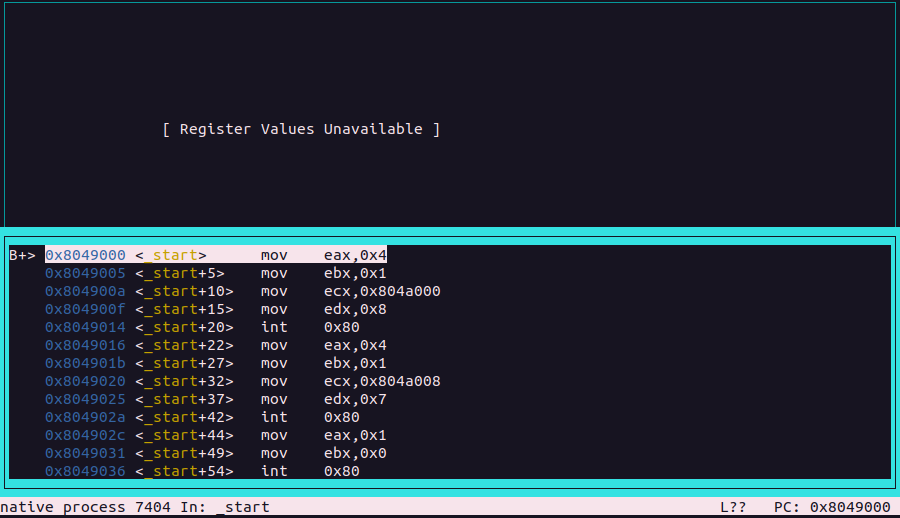 [ Register Values Unavailable ]
B+> 0x8049000 <_start> mov eax,0x4
0x8049005 <_start+5> mov ebx,0x1
0x804900a <_start+10> mov ecx,0x804a000
0x804900f <_start+15> mov edx,0x8
0x8049014 <_start+20> int 0x80
0x8049016 <_start+22> mov eax,0x4
0x804901b <_start+27> mov ebx,0x1
0x8049020 <_start+32> mov ecx,0x804a008
0x8049025 <_start+37> mov edx,0x7
0x804902a <_start+42> int 0x80
0x804902c <_start+44> mov eax,0x1
0x8049031 <_start+49> mov ebx,0x0
0x8049036 <_start+54> int 0x80
native process 7404 In: _start L?? PC: 0x8049000